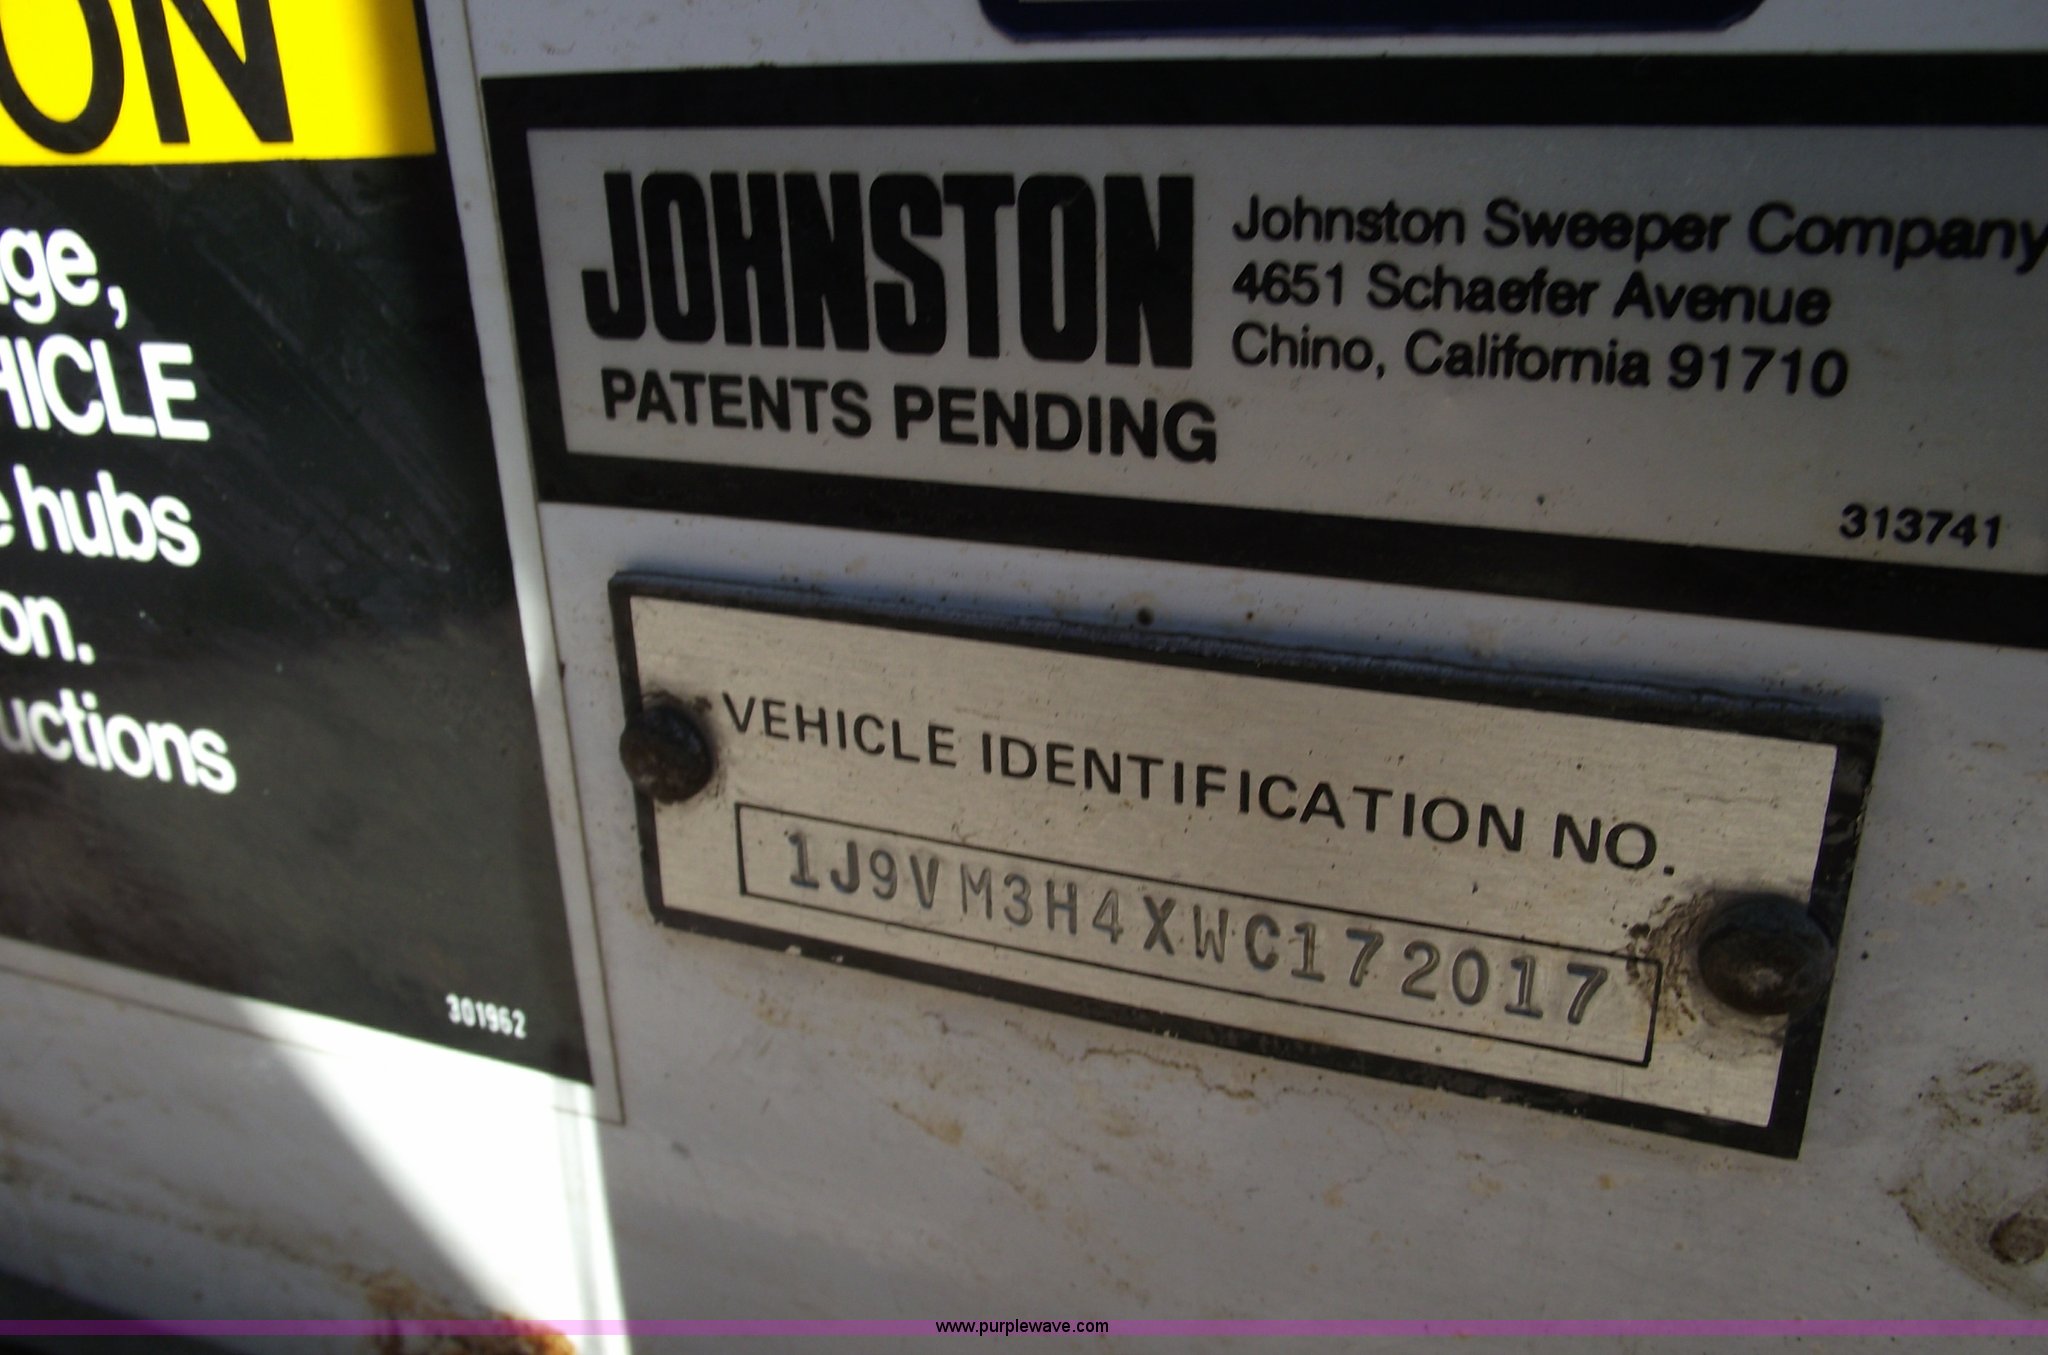 ON
ge,
HICLE
hubs
on.
uctions
301962
JOHNSTON
PATENTS PENDING
Johnston Sweeper Company
4651 Schaefer Avenue
Chino, California 91710
313741
VEHICLE IDENTIFICATION NO.
1J9VM3H4XWC172017
www.purplewave.com